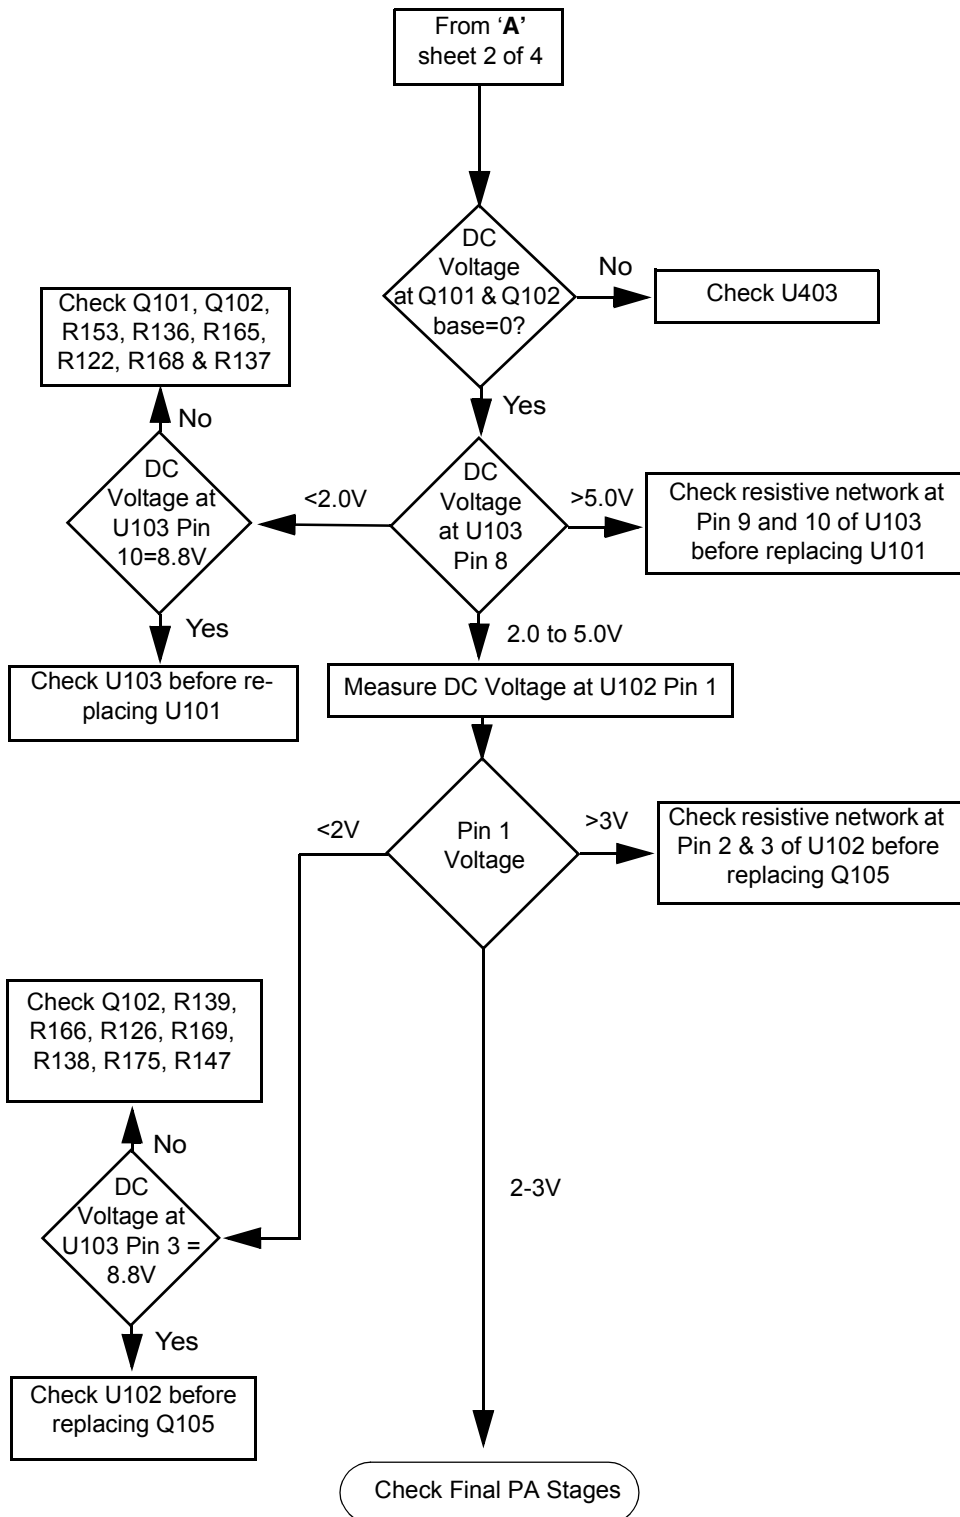 From ‘A’
sheet 2 of 4
DC
Voltage
at Q101 & Q102
base=0?
No
Check U403
Yes
Check Q101, Q102,
R153, R136, R165,
R122, R168 & R137
No
DC
Voltage at
U103 Pin
10=8.8V
<2.0V
DC
Voltage
at U103
Pin 8
>5.0V
Check resistive network at
Pin 9 and 10 of U103
before replacing U101
Yes
2.0 to 5.0V
Check U103 before re-
placing U101
Measure DC Voltage at U102 Pin 1
<2V
Pin 1
Voltage
>3V
Check resistive network at
Pin 2 & 3 of U102 before
replacing Q105
Check Q102, R139,
R166, R126, R169,
R138, R175, R147
No
DC
Voltage at
U103 Pin 3 =
8.8V
2-3V
Yes
Check U102 before
replacing Q105
Check Final PA Stages